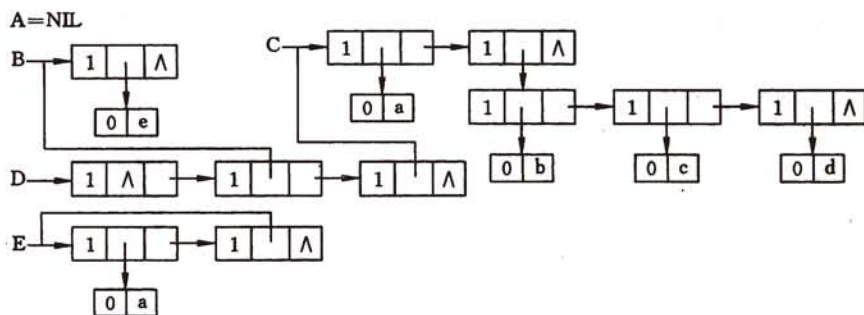 A=NIL
B 1 ∧ C 1 1 ∧
0 e 0 a 1 1 1 ∧
0 b 0 c 0 d
D 1 ∧ 1 1 ∧
E 1 1 ∧
0 a